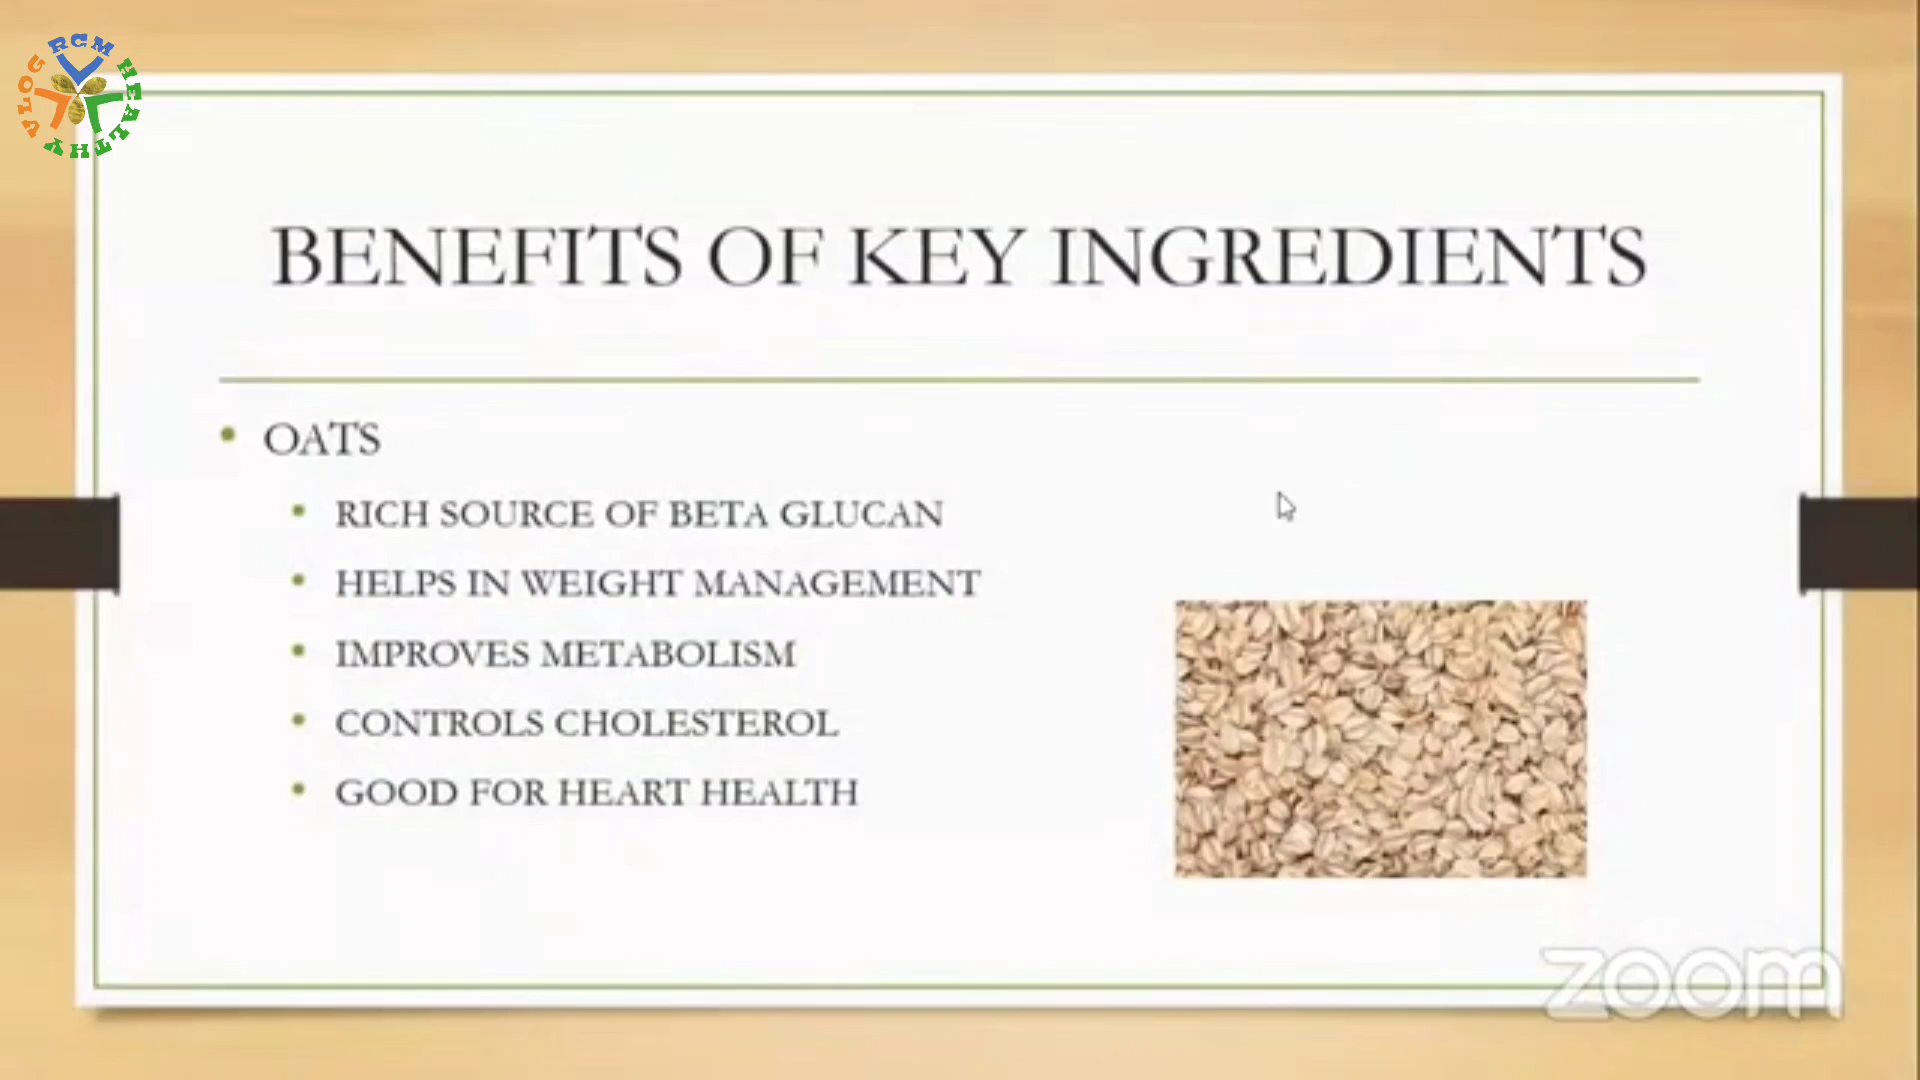 RCM HEALTHY VLOG
BENEFITS OF KEY INGREDIENTS
• OATS
• RICH SOURCE OF BETA GLUCAN
• HELPS IN WEIGHT MANAGEMENT
• IMPROVES METABOLISM
• CONTROLS CHOLESTEROL
• GOOD FOR HEART HEALTH
zoom